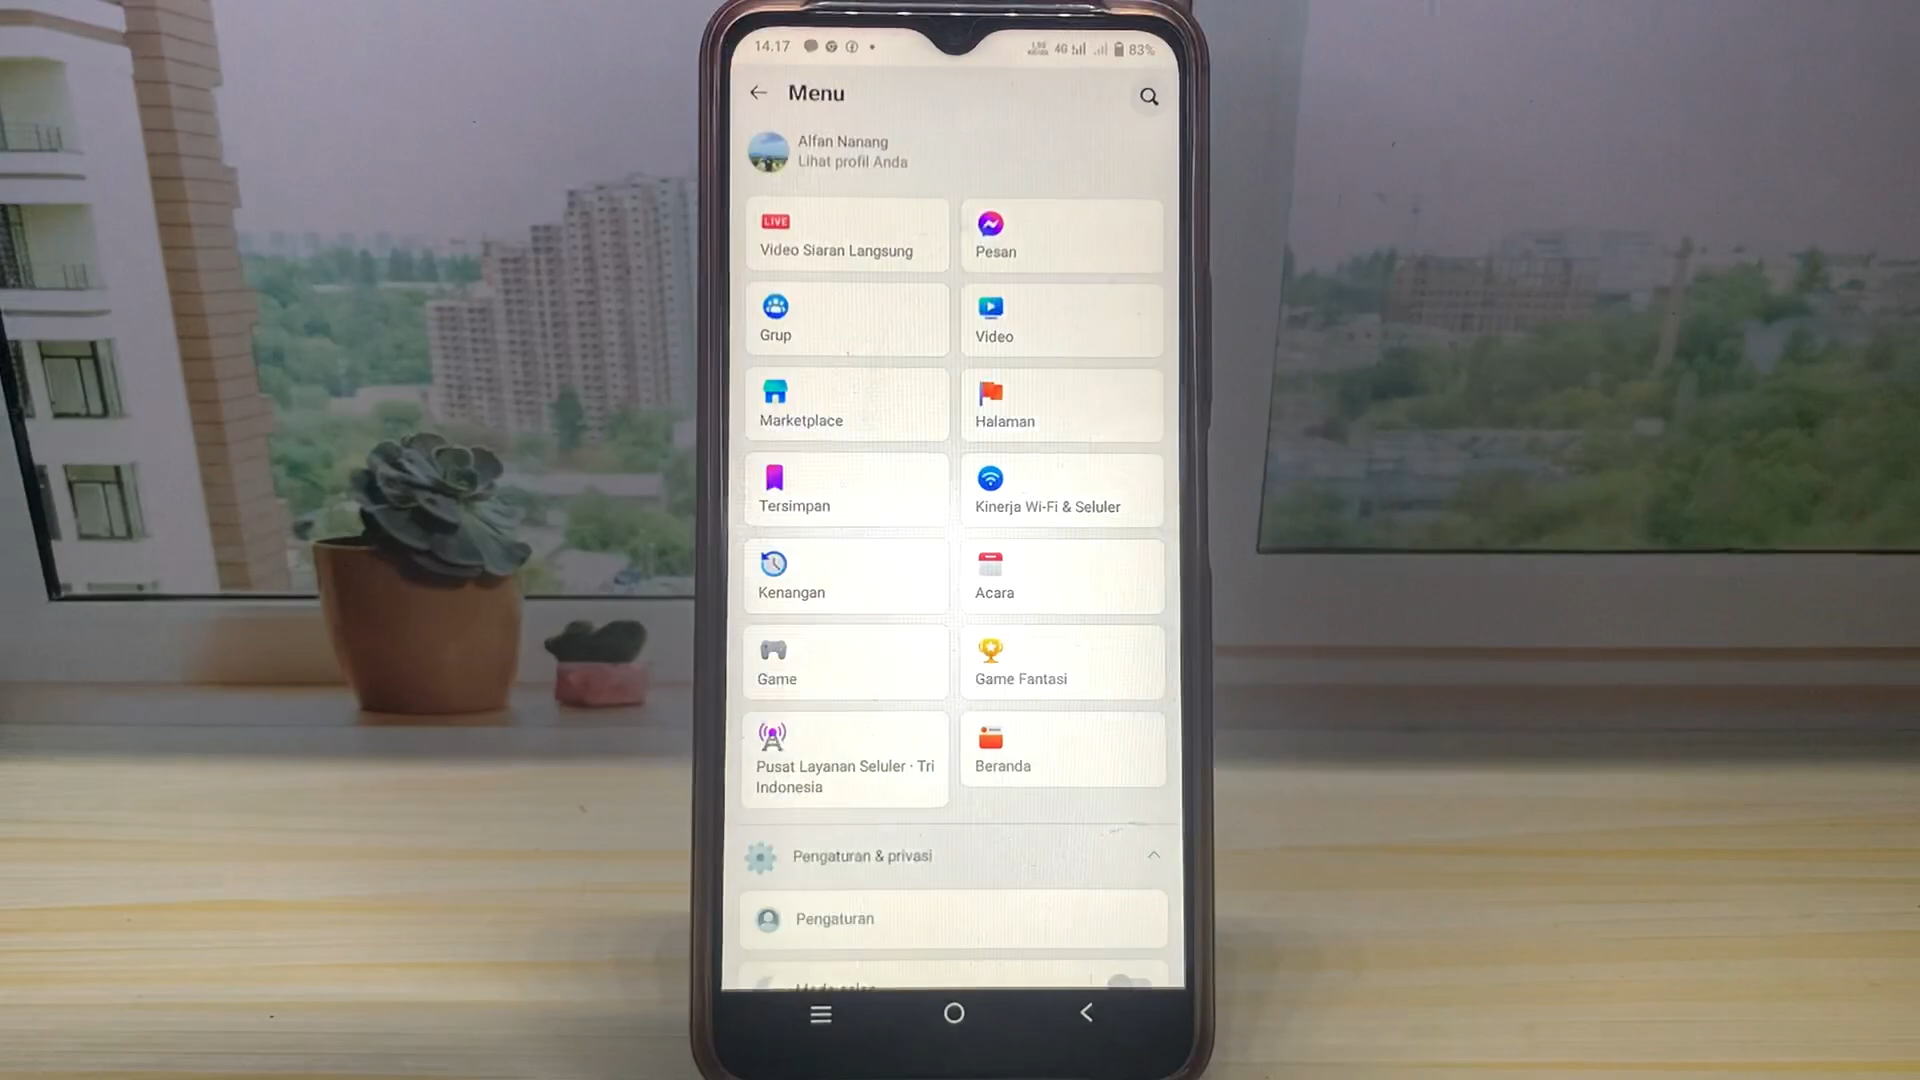 14.17
4G
83%
Menu
Alfan Nanang
Lihat profil Anda
LIVE
Video Siaran Langsung
Pesan
Grup
Video
Marketplace
Halaman
Tersimpan
Kinerja Wi-Fi & Seluler
Kenangan
Acara
Game
Game Fantasi
Pusat Layanan Seluler · Tri
Indonesia
Beranda
Pengaturan & privasi
Pengaturan